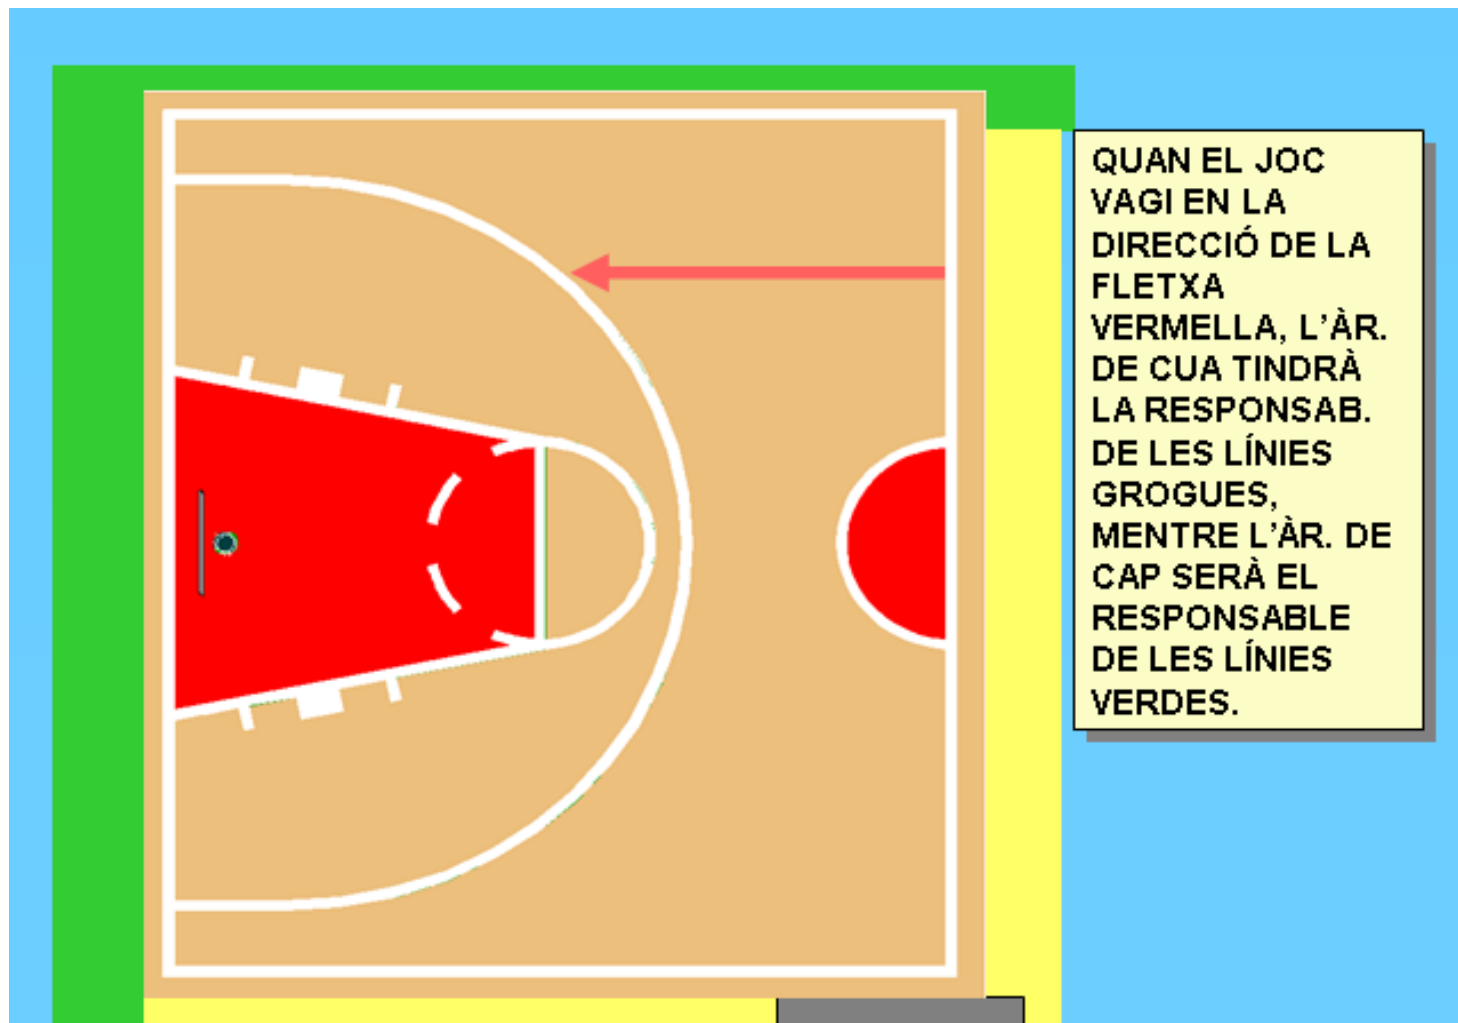 QUAN EL JOC
VAGI EN LA
DIRECCIÓ DE LA
FLETXA
VERMELLA, L'ÀR.
DE CUA TINDRÀ
LA RESPONSAB.
DE LES LÍNIES
GROGUES,
MENTRE L'ÀR. DE
CAP SERÀ EL
RESPONSABLE
DE LES LÍNIES
VERDES.